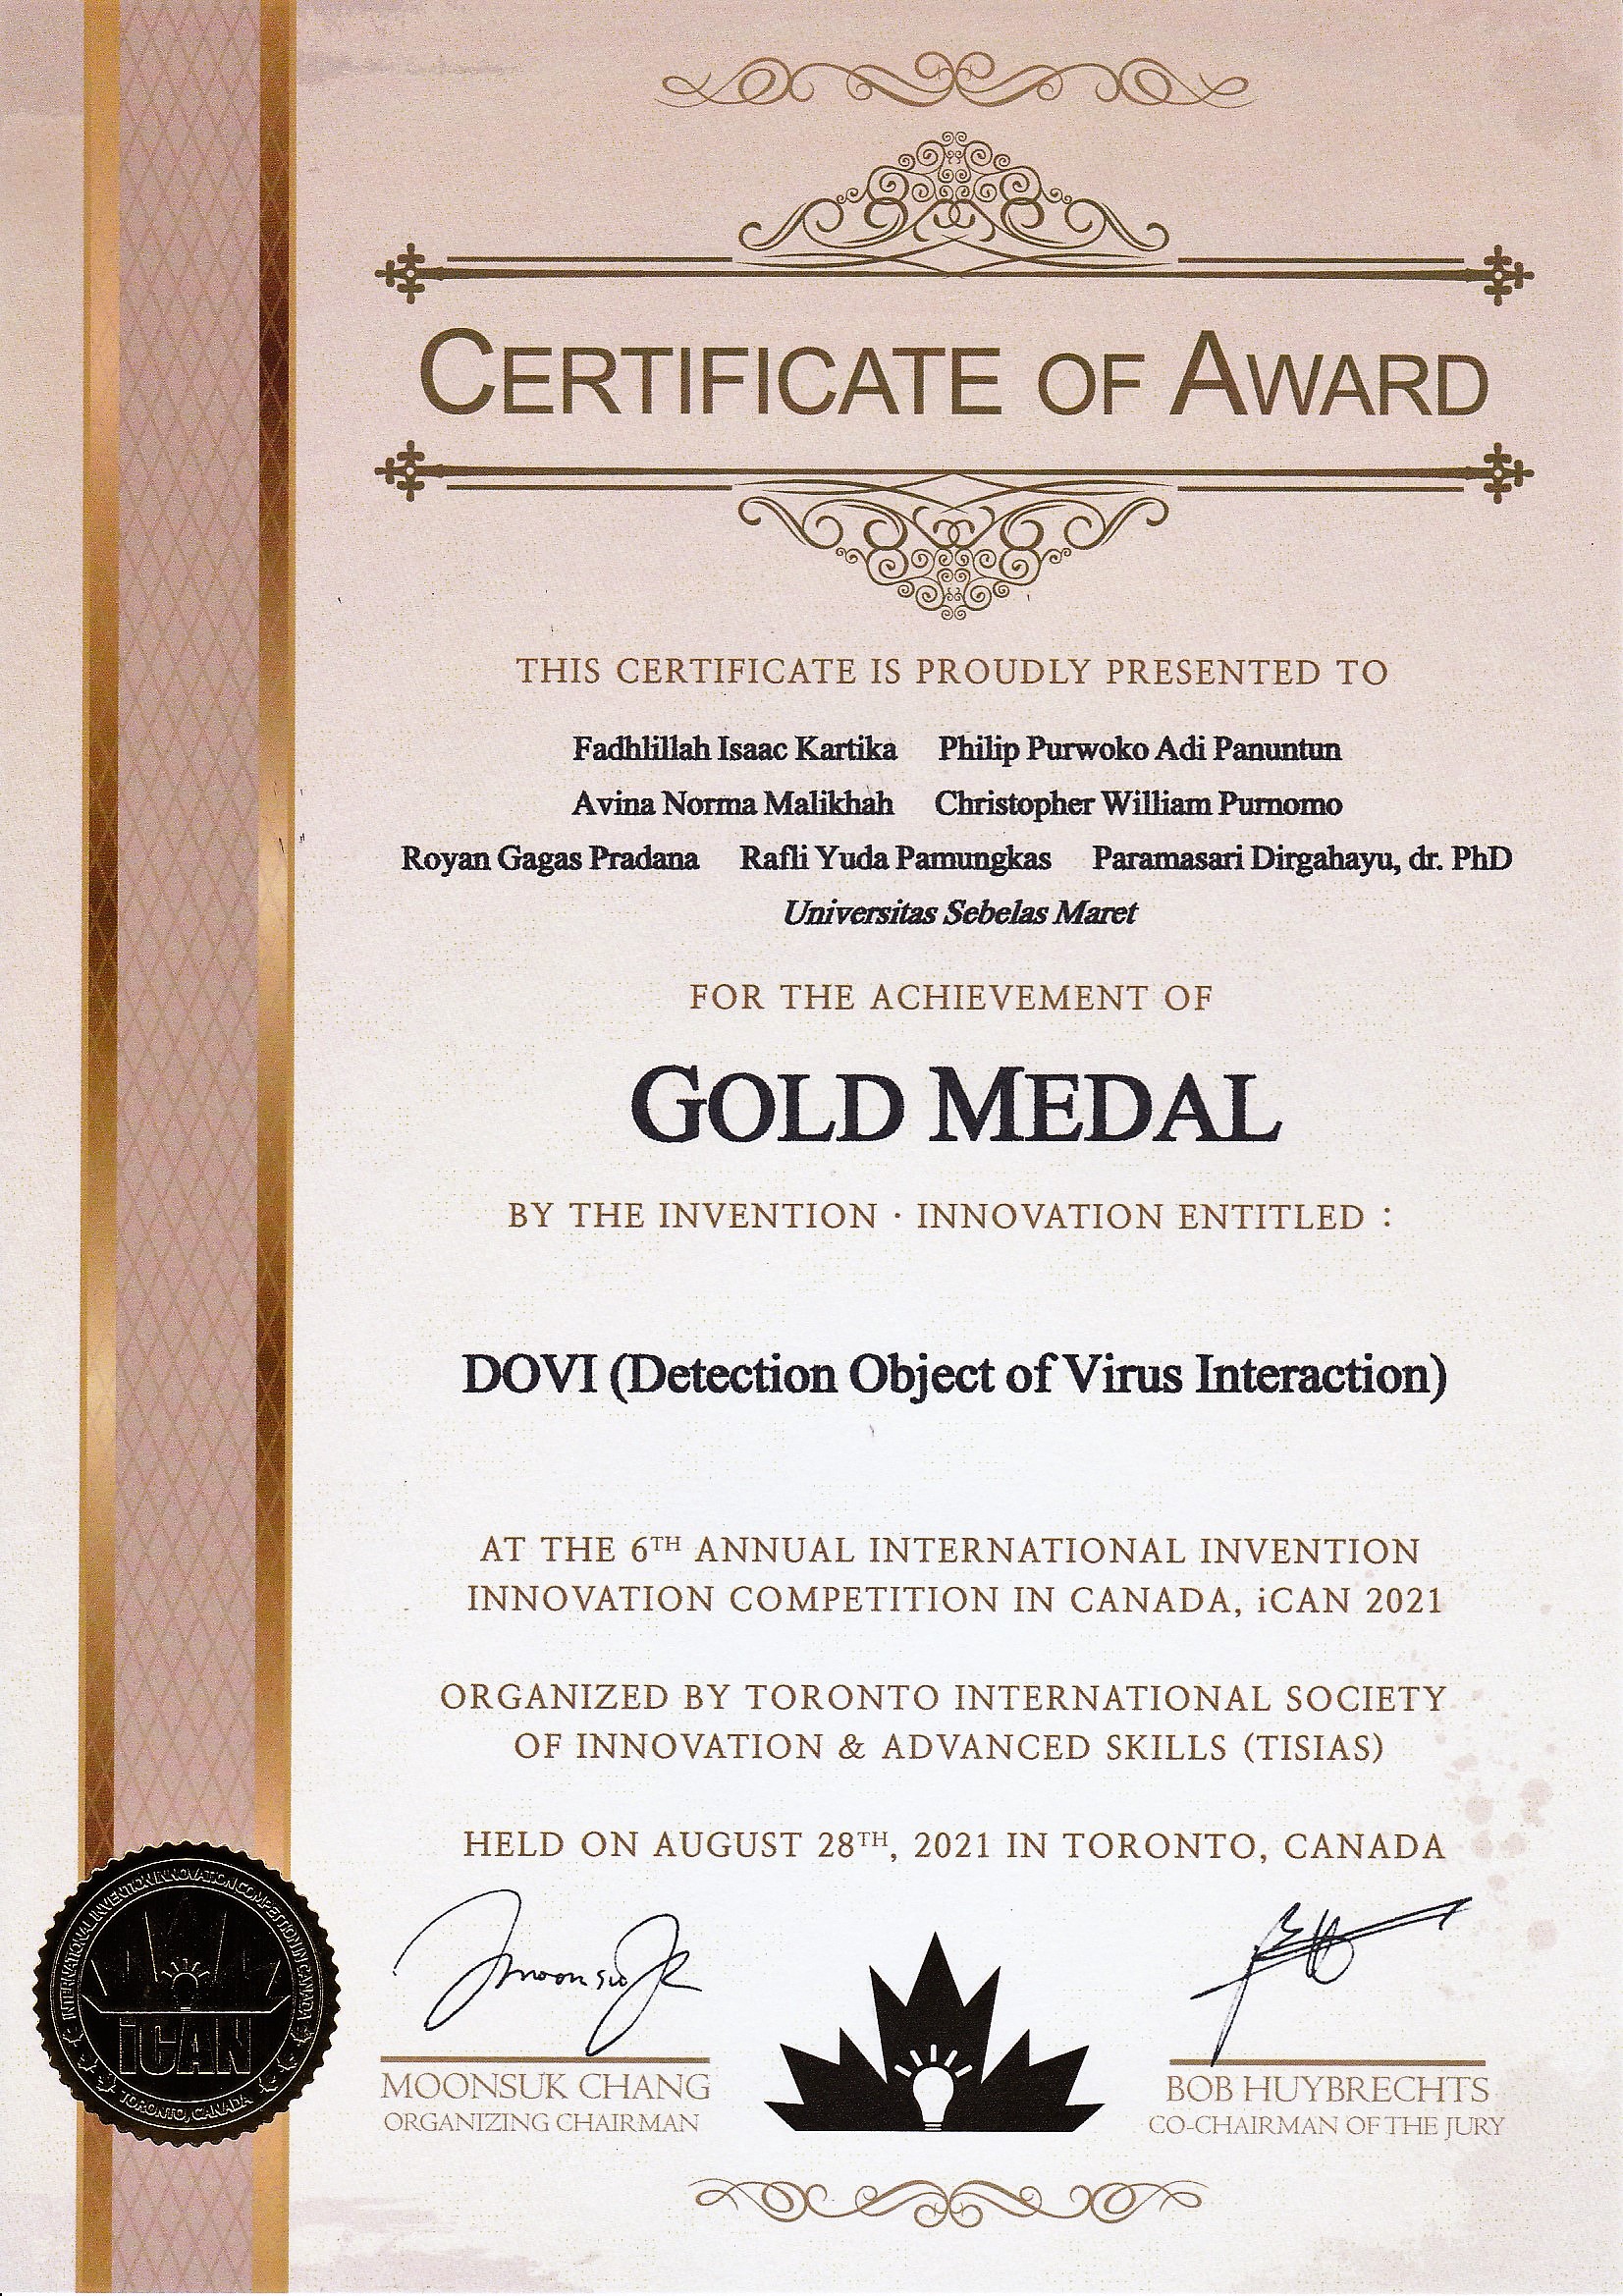 CERTIFICATE OF AWARD
THIS CERTIFICATE IS PROUDLY PRESENTED TO
Fadhlillah Isaac Kartika Philip Purwoko Adi Panuntun
Avina Norma Malikhah Christopher William Purnomo
Royan Gagas Pradana Rafli Yuda Pamungkas Paramasari Dirgahayu, dr. PhD
Universitas Sebelas Maret
FOR THE ACHIEVEMENT OF
GOLD MEDAL
BY THE INVENTION · INNOVATION ENTITLED :
DOVI (Detection Object of Virus Interaction)
AT THE 6TH ANNUAL INTERNATIONAL INVENTION
INNOVATION COMPETITION IN CANADA, iCAN 2021
ORGANIZED BY TORONTO INTERNATIONAL SOCIETY
OF INNOVATION & ADVANCED SKILLS (TISIAS)
HELD ON AUGUST 28TH, 2021 IN TORONTO, CANADA
INTERNATIONAL INVENTION INNOVATION COMPETITION IN CANADA
iCAN
TORONTO, CANADA
MOONSUK CHANG
ORGANIZING CHAIRMAN
BOB HUYBRECHTS
CO-CHAIRMAN OF THE JURY